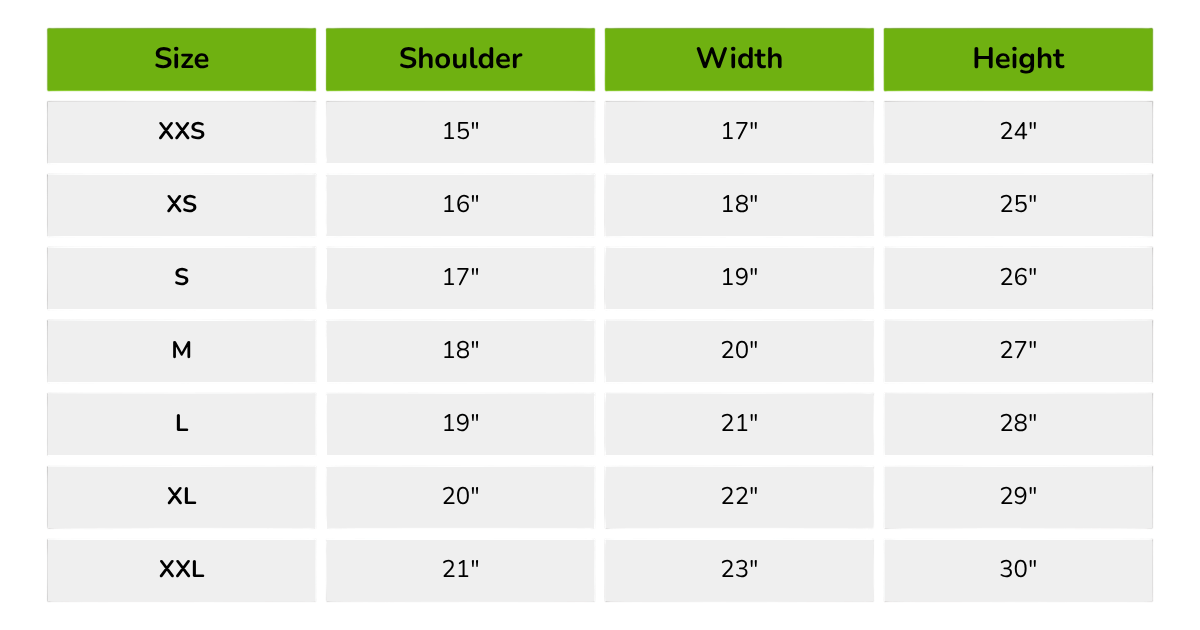 Size Shoulder Width Height
XXS 15" 17" 24"
XS 16" 18" 25"
S 17" 19" 26"
M 18" 20" 27"
L 19" 21" 28"
XL 20" 22" 29"
XXL 21" 23" 30"